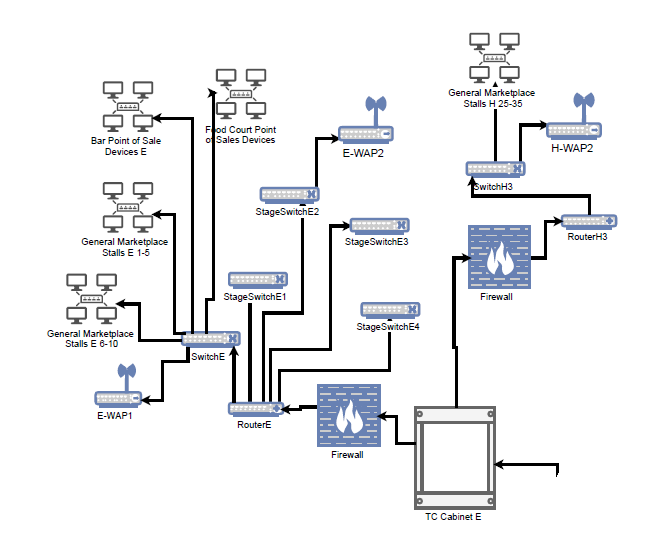 General Marketplace
Stalls H 25-35
Bar Point of Sale
Devices E
Food Court Point
of Sales Devices
E-WAP2
H-WAP2
SwitchH3
StageSwitchE2
General Marketplace
Stalls E 1-5
StageSwitchE3
RouterH3
StageSwitchE1
Firewall
General Marketplace
Stalls E 6-10
StageSwitchE4
SwitchE
E-WAP1
RouterE
Firewall
TC Cabinet E